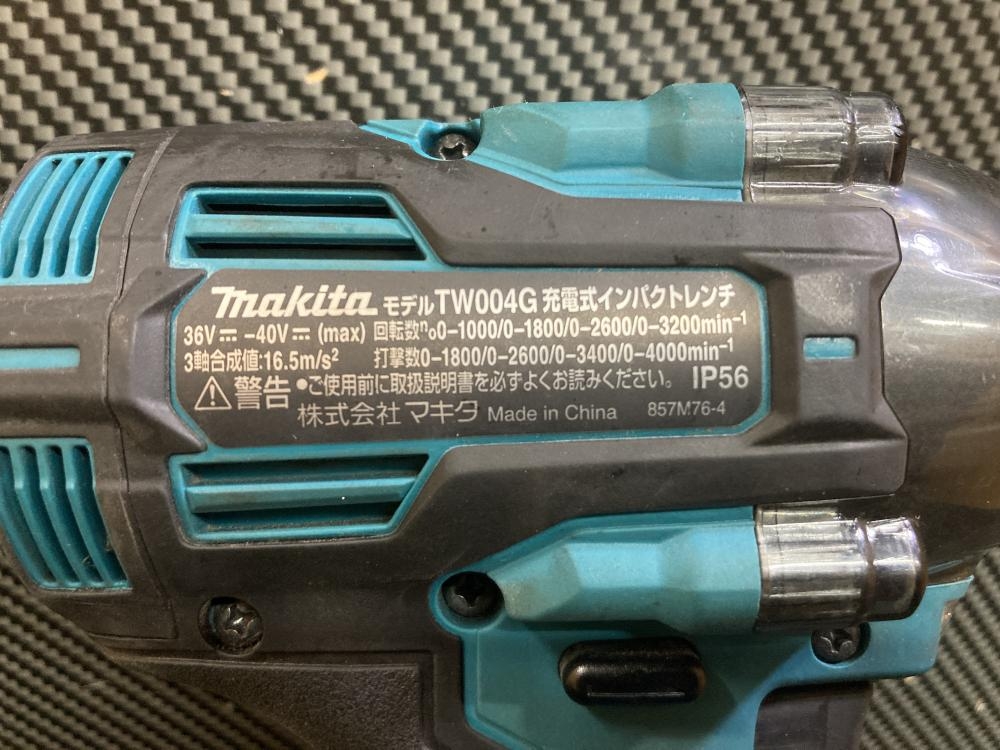 makita モデルTW004G 充電式インパクトレンチ
36V⎓ -40V⎓ (max) 回転数n₀0-1000/0-1800/0-2600/0-3200min⁻¹
3軸合成値:16.5m/s² 打撃数0-1800/0-2600/0-3400/0-4000min⁻¹
⚠警告 •ご使用前に取扱説明書を必ずよくお読みください。 IP56
株式会社 マキタ Made in China 857M76-4